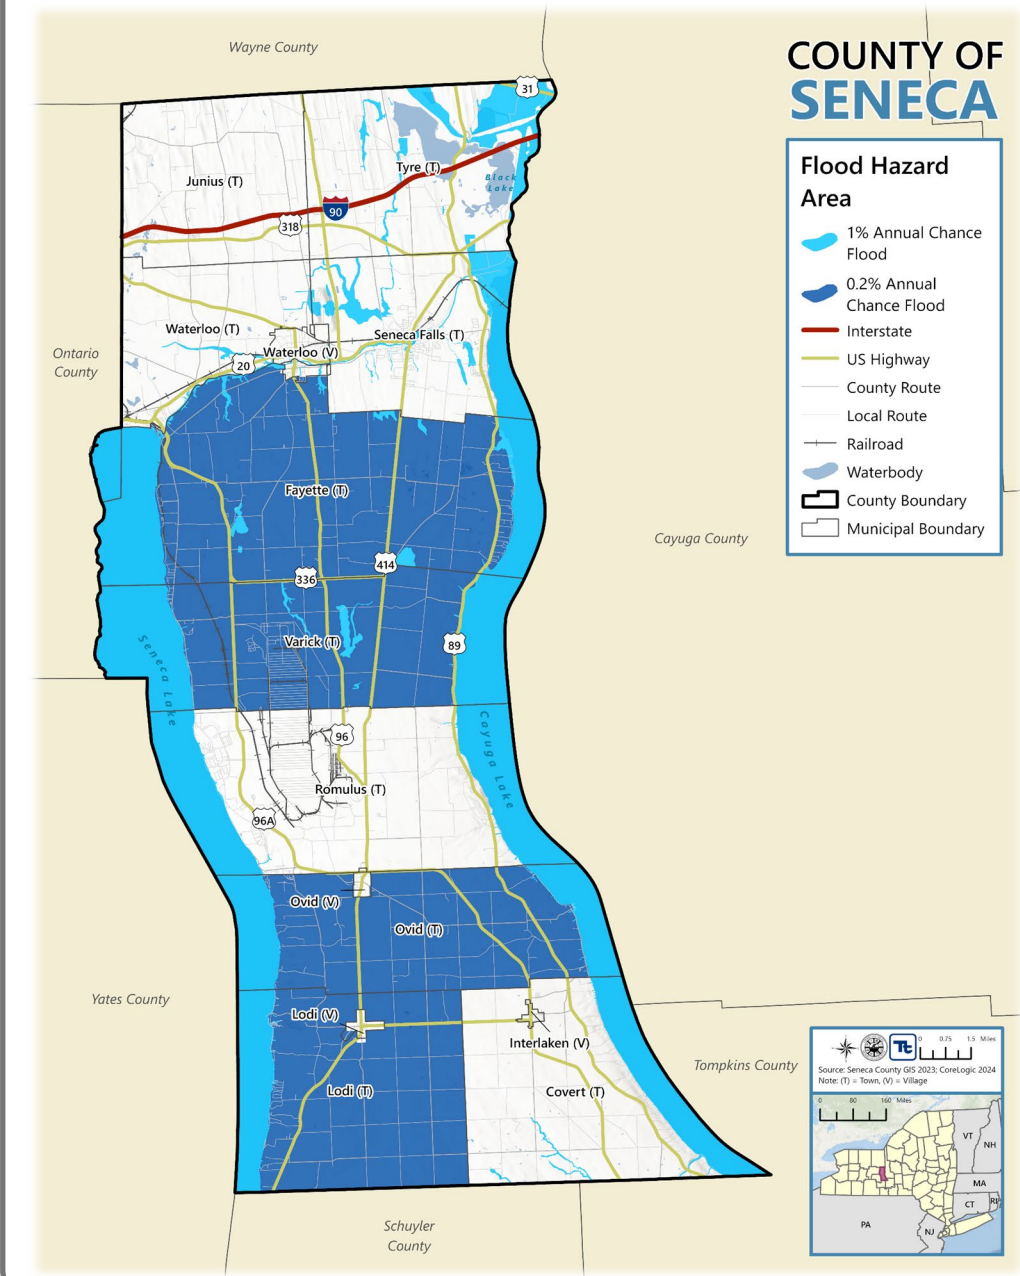 Wayne County
31
COUNTY OF
SENECA
Flood Hazard
Area
1% Annual Chance
Flood
0.2% Annual
Chance Flood
Interstate
US Highway
County Route
Local Route
Railroad
Waterbody
County Boundary
Municipal Boundary
Junius (T)
Tyre (T)
Black
Lake
90
318
Waterloo (T)
Seneca Falls (T)
Waterloo (V)
20
Ontario
County
414
Fayette (T)
Cayuga County
414
336
Varick (T)
89
Seneca Lake
Cayuga Lake
96
Romulus (T)
96A
Ovid (V)
Ovid (T)
Yates County
Lodi (V)
Interlaken (V)
Lodi (T)
Covert (T)
Tompkins County
Schuyler
County
Tt
0 0.75 1.5 Miles
Source: Seneca County GIS 2023; CoreLogic 2024
Note: (T) = Town, (V) = Village
0 80 160 Miles
VT
NH
MA
CT
RI
PA
NJ